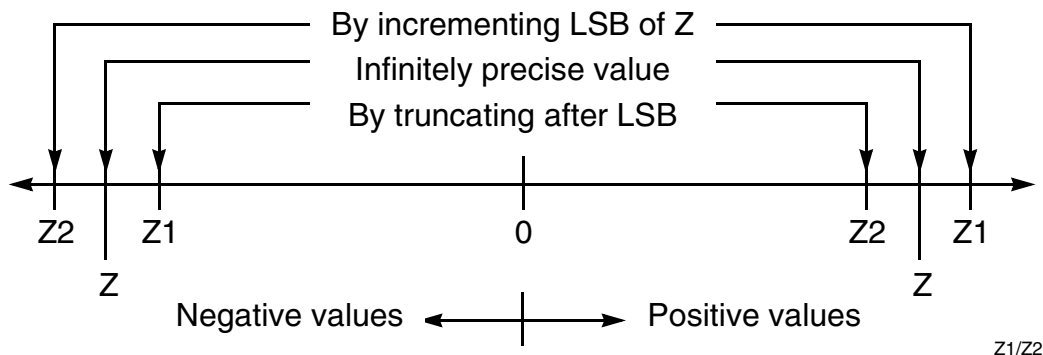 By incrementing LSB of Z
Infinitely precise value
By truncating after LSB
Z2 Z1 0 Z2 Z1
Z Z
Negative values Positive values
Z1/Z2